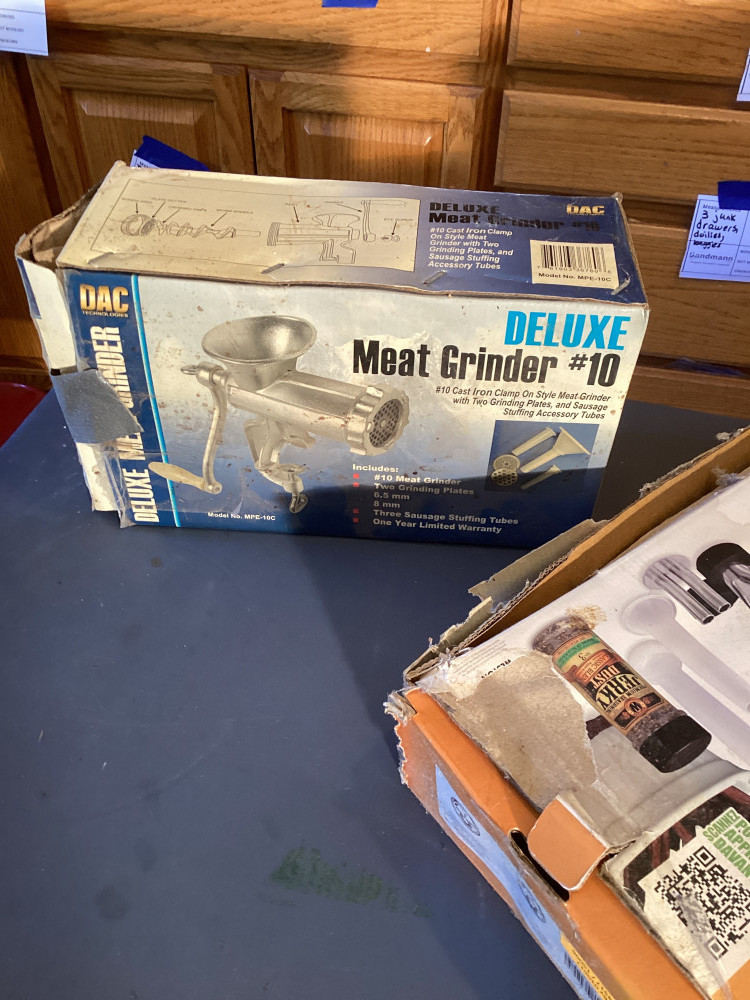 3 junk
drawers,
doilies,
Gandmann
DELUXE
Meat Grinder #10
DAC
#10 Cast Iron Clamp
On Style Meat
Grinder with Two
Grinding Plates, and
Sausage Stuffing
Accessory Tubes
Model No. MPE-10C
DAC
TECHNOLOGIES
DELUXE MEAT GRINDER
DELUXE
Meat Grinder #10
#10 Cast Iron Clamp On Style Meat Grinder
with Two Grinding Plates, and Sausage
Stuffing Accessory Tubes
Includes:
#10 Meat Grinder
Two Grinding Plates
6.5 mm
8 mm
Three Sausage Stuffing Tubes
One Year Limited Warranty
Model No. MPE-10C
JERKY
DUST